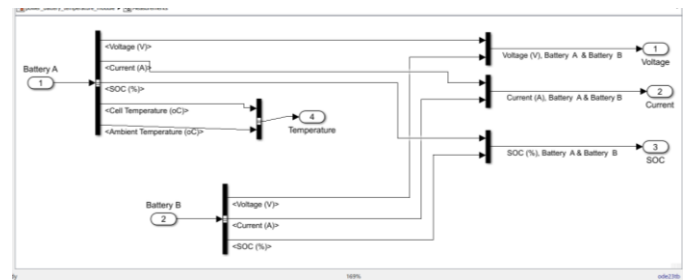 <Voltage (V)>
Voltage (V), Battery A & Battery B
1
Voltage
Battery A
1
<Current (A)>
<SOC (%)>
Current (A), Battery A & Battery B
2
Current
<Cell Temperature (oC)>
4
Temperature
<Ambient Temperature (oC)>
SOC (%), Battery A & Battery B
3
SOC
Battery B
2
<Voltage (V)>
<Current (A)>
<SOC (%)>
169%